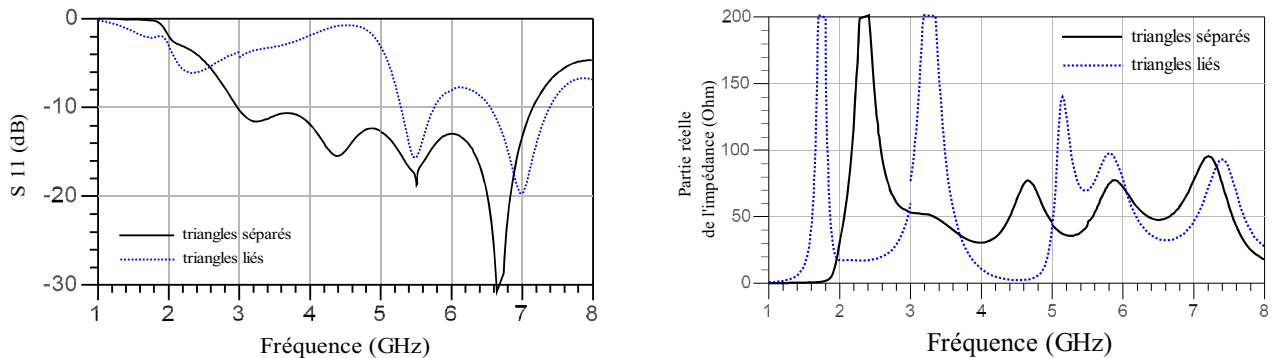 0
-10
-20
-30
S 11 (dB)
triangles séparés
triangles liés
1 2 3 4 5 6 7 8
Fréquence (GHz)
200
150
100
50
0
Partie réelle
de l'impédance (Ohm)
triangles séparés
triangles liés
1 2 3 4 5 6 7 8
Fréquence (GHz)